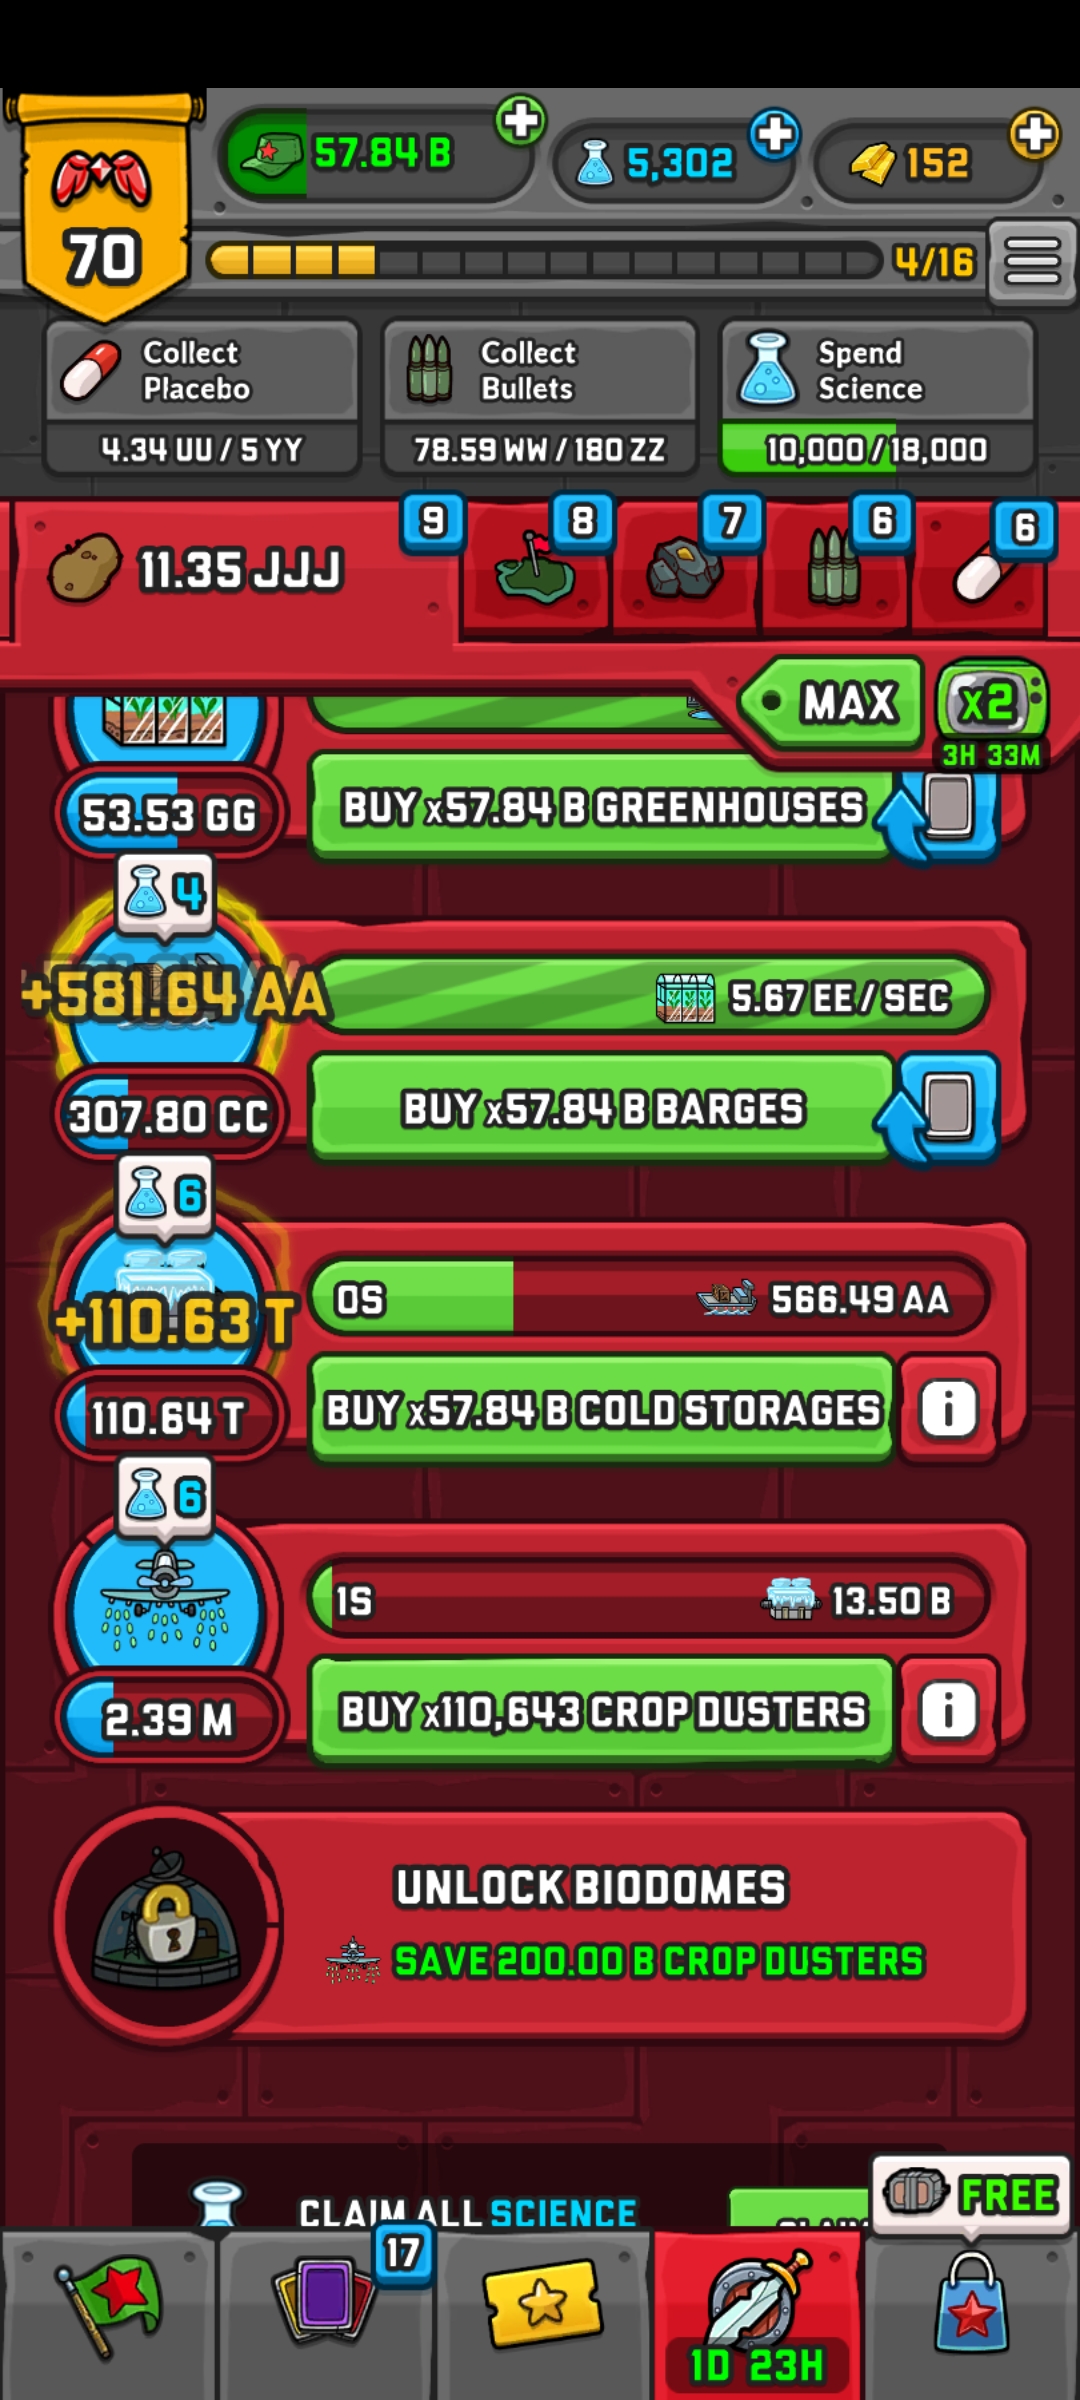 57.84 B
5,302
152
70
4/16
Collect
Placebo
4.34 UU / 5 YY
Collect
Bullets
78.59 WW / 180 ZZ
Spend
Science
10,000 / 18,000
11.35 JJJ
9
8
7
6
6
MAX
x2
3H 33M
53.53 GG
BUY x57.84 B GREENHOUSES
4
+581.64 AA
5.67 EE / SEC
307.80 CC
BUY x57.84 B BARGES
6
+110.63 T
0S
566.49 AA
110.64 T
BUY x57.84 B COLD STORAGES
i
6
1S
13.50 B
2.39 M
BUY x110,643 CROP DUSTERS
i
UNLOCK BIODOMES
SAVE 200.00 B CROP DUSTERS
CLAIM ALL SCIENCE
FREE
17
1D 23H